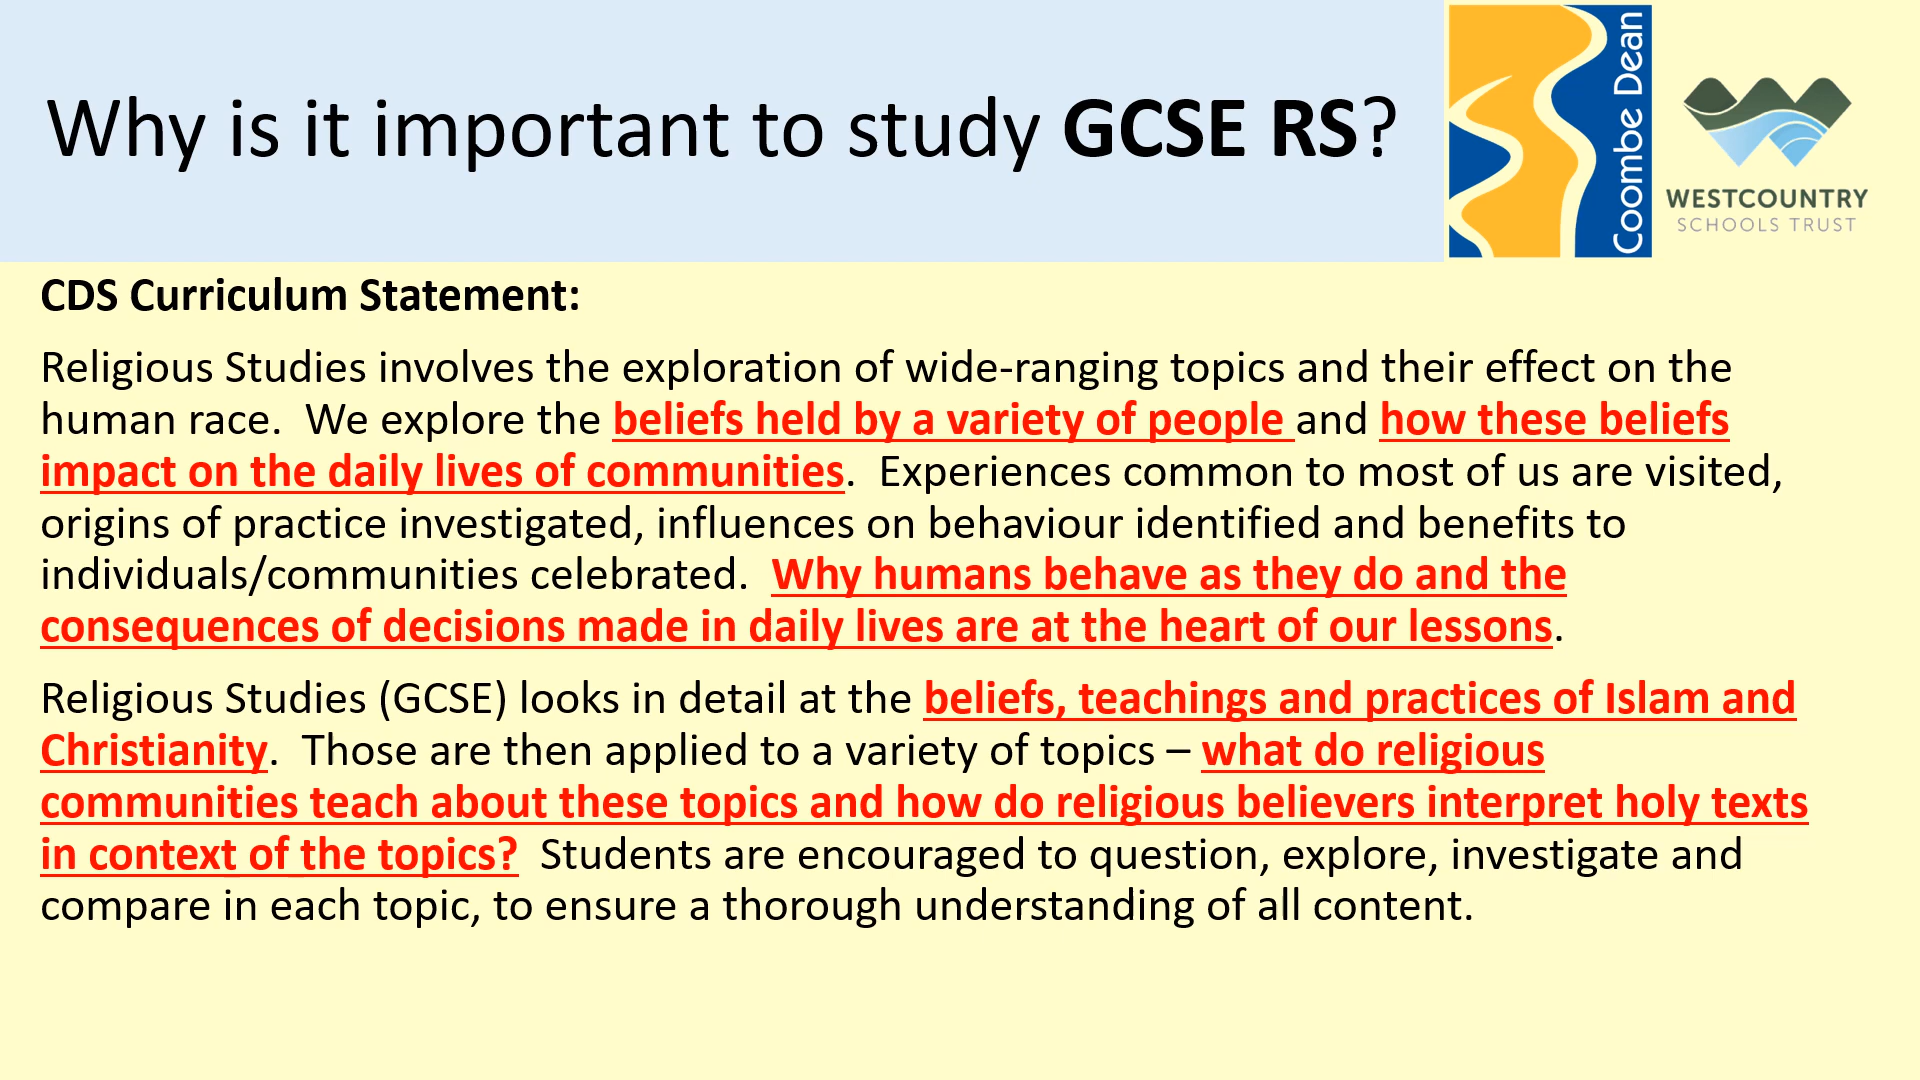 Why is it important to study GCSE RS?
Coombe Dean
WESTCOUNTRY
SCHOOLS TRUST
CDS Curriculum Statement:
Religious Studies involves the exploration of wide-ranging topics and their effect on the
human race.  We explore the beliefs held by a variety of people and how these beliefs
impact on the daily lives of communities.  Experiences common to most of us are visited,
origins of practice investigated, influences on behaviour identified and benefits to
individuals/communities celebrated.  Why humans behave as they do and the
consequences of decisions made in daily lives are at the heart of our lessons.
Religious Studies (GCSE) looks in detail at the beliefs, teachings and practices of Islam and
Christianity.  Those are then applied to a variety of topics – what do religious
communities teach about these topics and how do religious believers interpret holy texts
in context of the topics?  Students are encouraged to question, explore, investigate and
compare in each topic, to ensure a thorough understanding of all content.